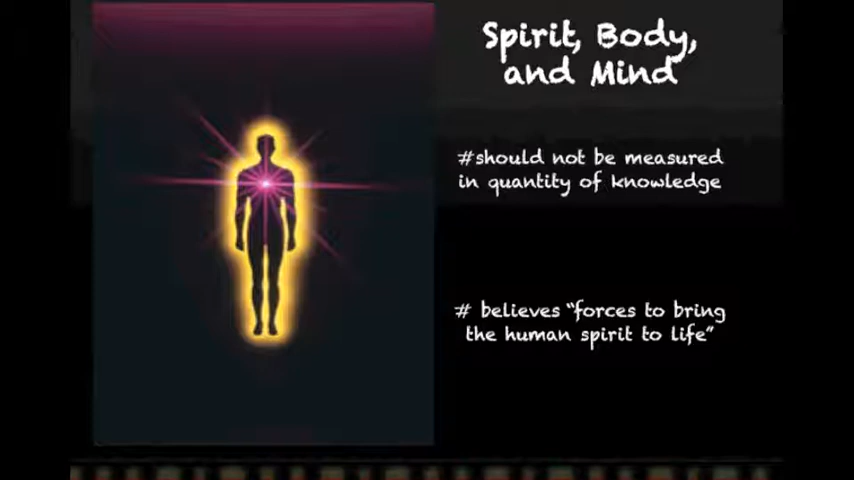 Spirit, Body,
and Mind
#should not be measured
in quantity of knowledge
# believes “forces to bring
the human spirit to life”